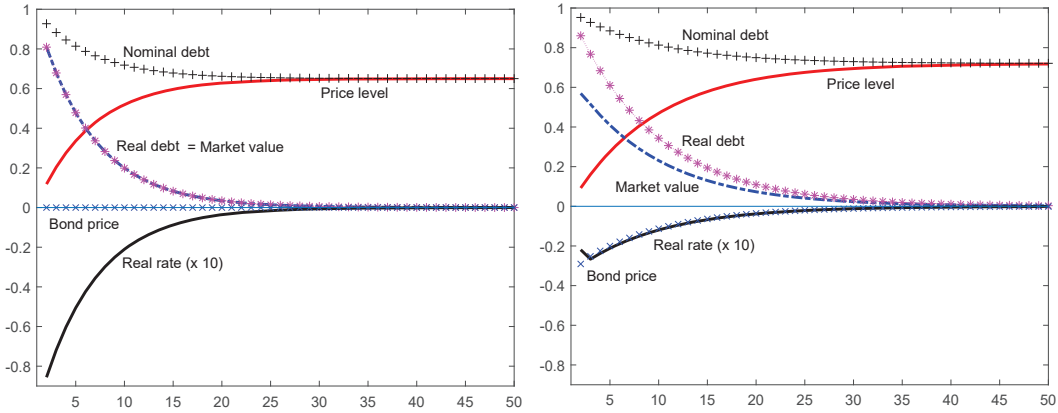 1
0.8
0.6
0.4
0.2
0
-0.2
-0.4
-0.6
-0.8
5 10 15 20 25 30 35 40 45 50
Nominal debt
Price level
Real debt = Market value
Bond price
Real rate (x 10)
1
0.8
0.6
0.4
0.2
0
-0.2
-0.4
-0.6
-0.8
5 10 15 20 25 30 35 40 45 50
Nominal debt
Price level
Real debt
Market value
Real rate (x 10)
Bond price